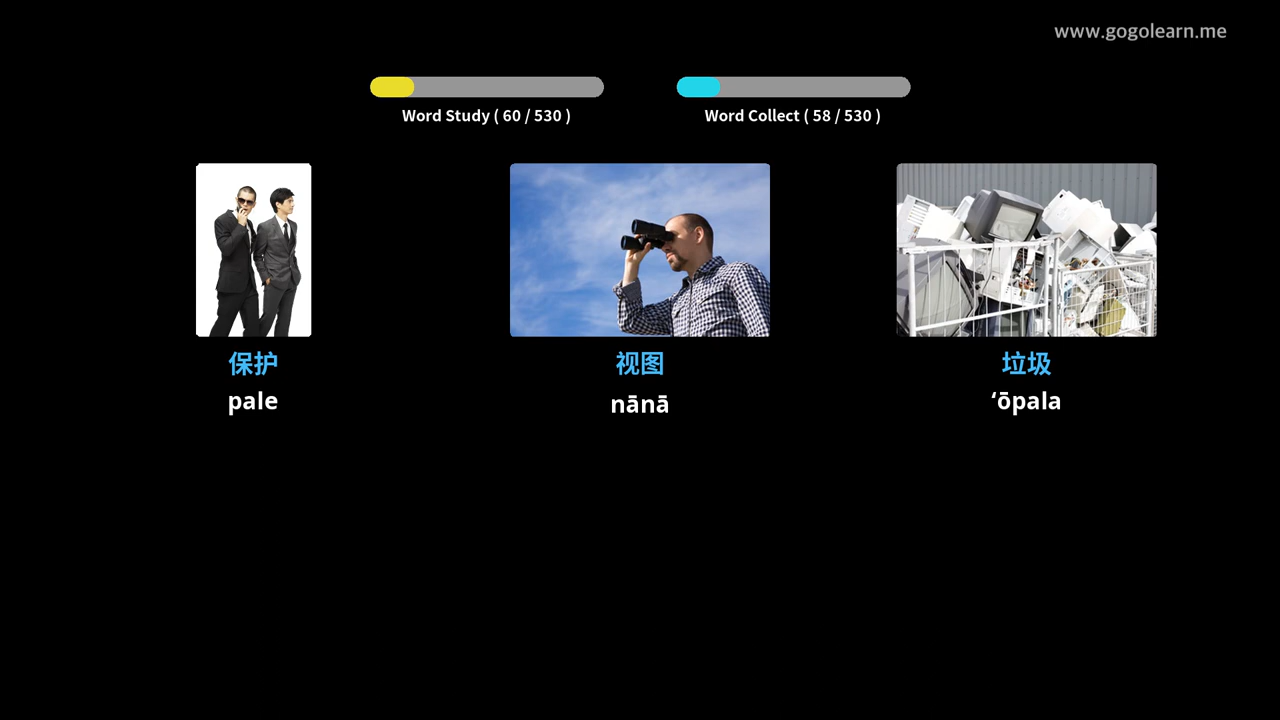 www.gogolearn.me
Word Study ( 60 / 530 )
Word Collect ( 58 / 530 )
保护
pale
视图
nānā
垃圾
ʻōpala